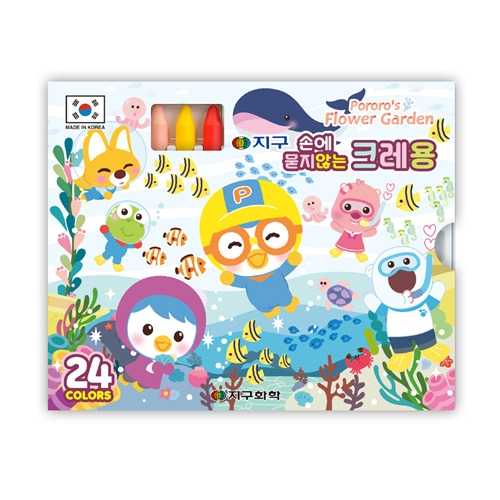 MADE IN KOREA
Pororo's
Flower Garden
지구 손에
묻지않는 크레용
P
24
COLORS
지구화학